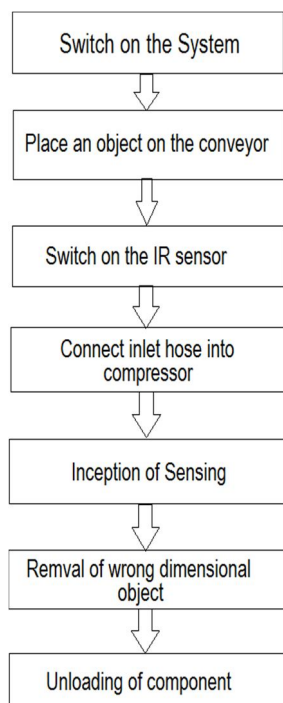 Switch on the System
Place an object on the conveyor
Switch on the IR sensor
Connect inlet hose into
compressor
Inception of Sensing
Remval of wrong dimensional
object
Unloading of component